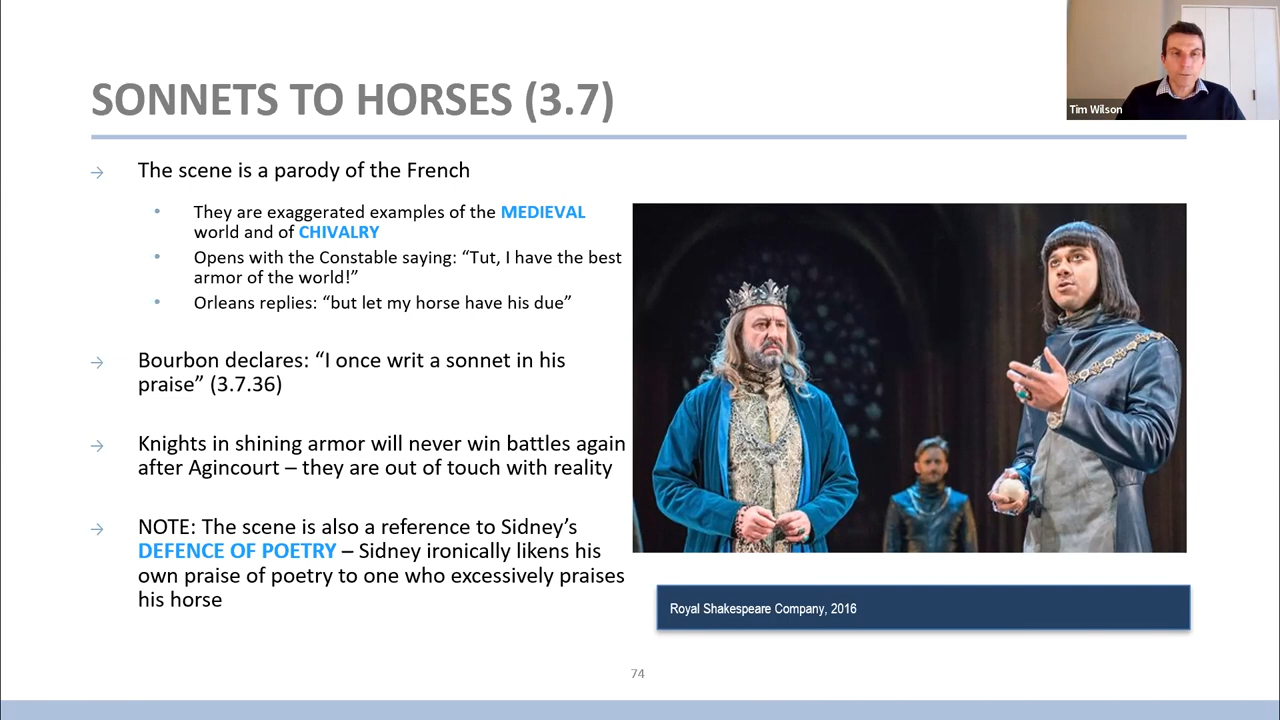 Tim Wilson
SONNETS TO HORSES (3.7)
→ The scene is a parody of the French
• They are exaggerated examples of the MEDIEVAL
world and of CHIVALRY
• Opens with the Constable saying: “Tut, I have the best
armor of the world!”
• Orleans replies: “but let my horse have his due”
→ Bourbon declares: “I once writ a sonnet in his
praise” (3.7.36)
→ Knights in shining armor will never win battles again
after Agincourt – they are out of touch with reality
→ NOTE: The scene is also a reference to Sidney’s
DEFENCE OF POETRY – Sidney ironically likens his
own praise of poetry to one who excessively praises
his horse
Royal Shakespeare Company, 2016
74